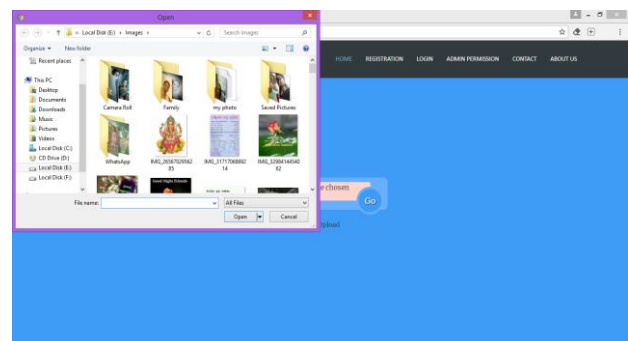 Open
Local Disk (E:) Images
Search Images
Organize New folder
HOME REGISTRATION LOGIN ADMIN PERMISSION CONTACT ABOUT US
Recent places
This PC
Desktop
Documents
Downloads
Music
Pictures
Videos
Local Disk (C:)
CD Drive (D:)
Local Disk (E:)
Local Disk (F:)
Camera Roll
Family
my photo
Saved Pictures
WhatsApp
e chosen
Go
File name:
All Files
Open
Cancel